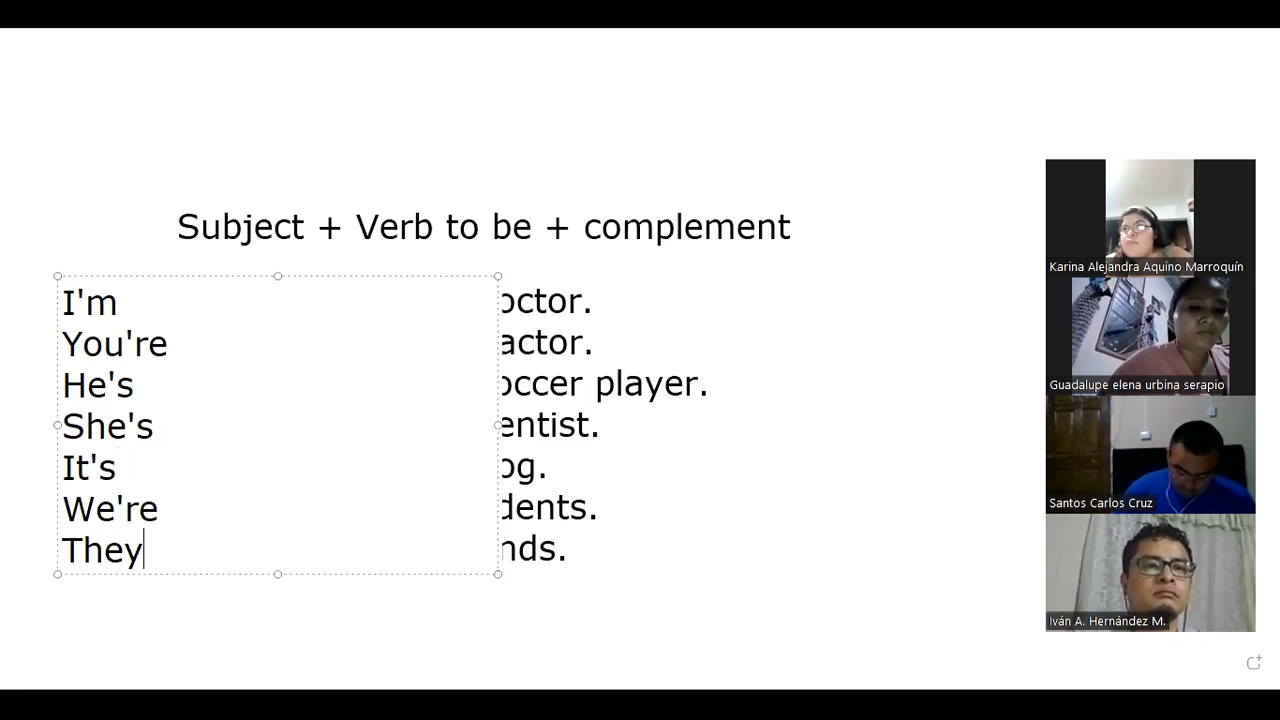 Subject + Verb to be + complement
I'm octor.
You're actor.
He's occer player.
She's entist.
It's og.
We're dents.
They nds.
Karina Alejandra Aquino Marroquín
Guadalupe elena urbina serapio
Santos Carlos Cruz
Iván A. Hernández M.